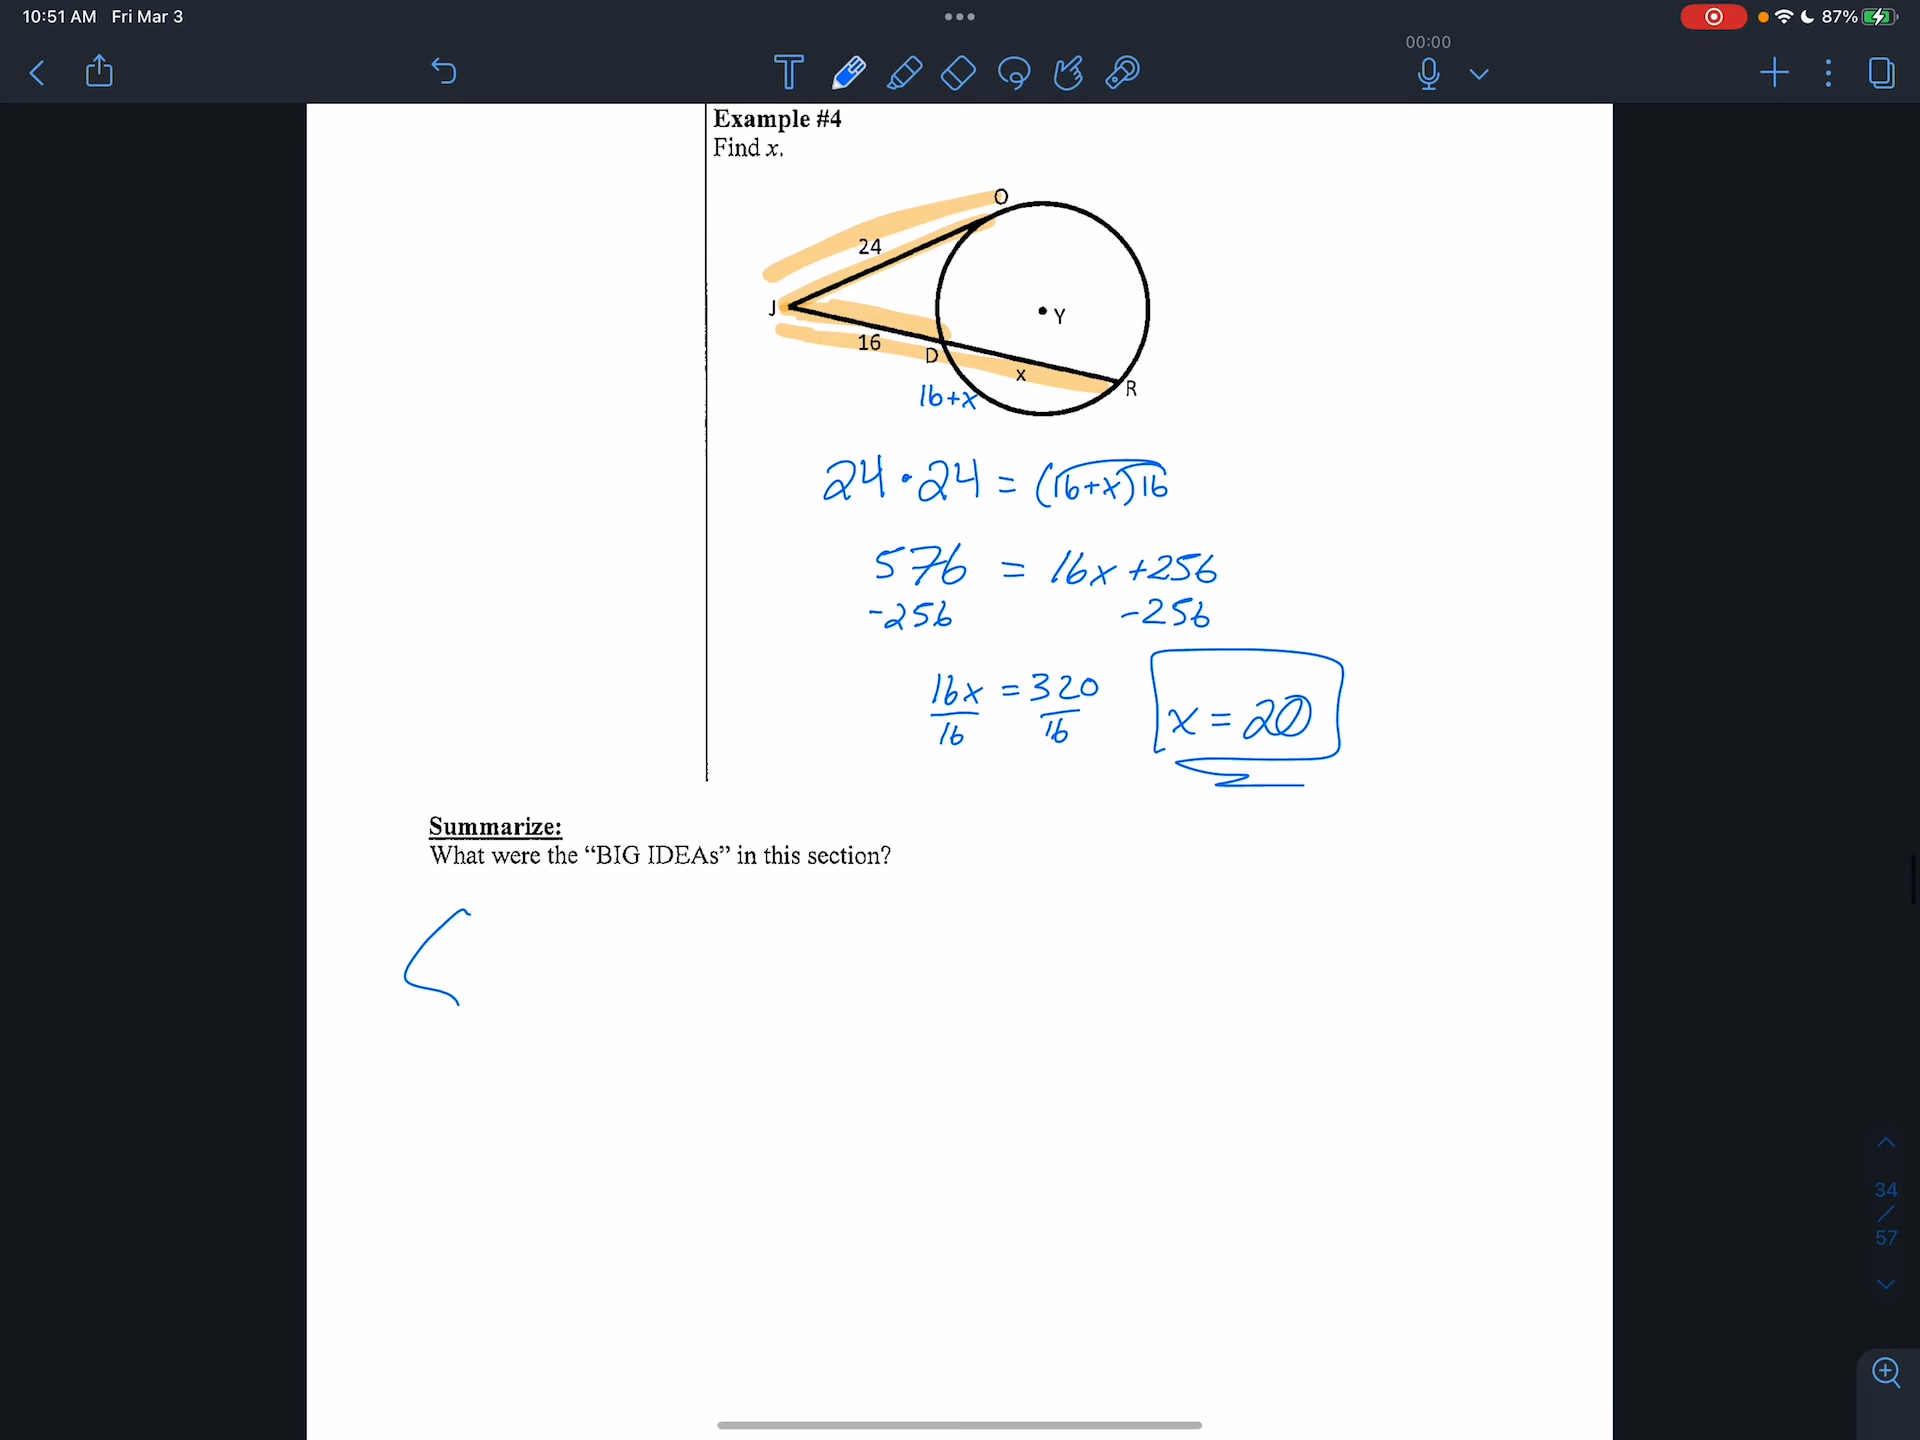 10:51 AM Fri Mar 3
87%
00:00
Example #4
Find x.
O
24
J
Y
16
D
x
R
16+x
24 · 24 = (16+x)16
576 = 16x +256
-256 -256
16x = 320
16 16
x = 20
Summarize:
What were the “BIG IDEAs” in this section?
34
/
57